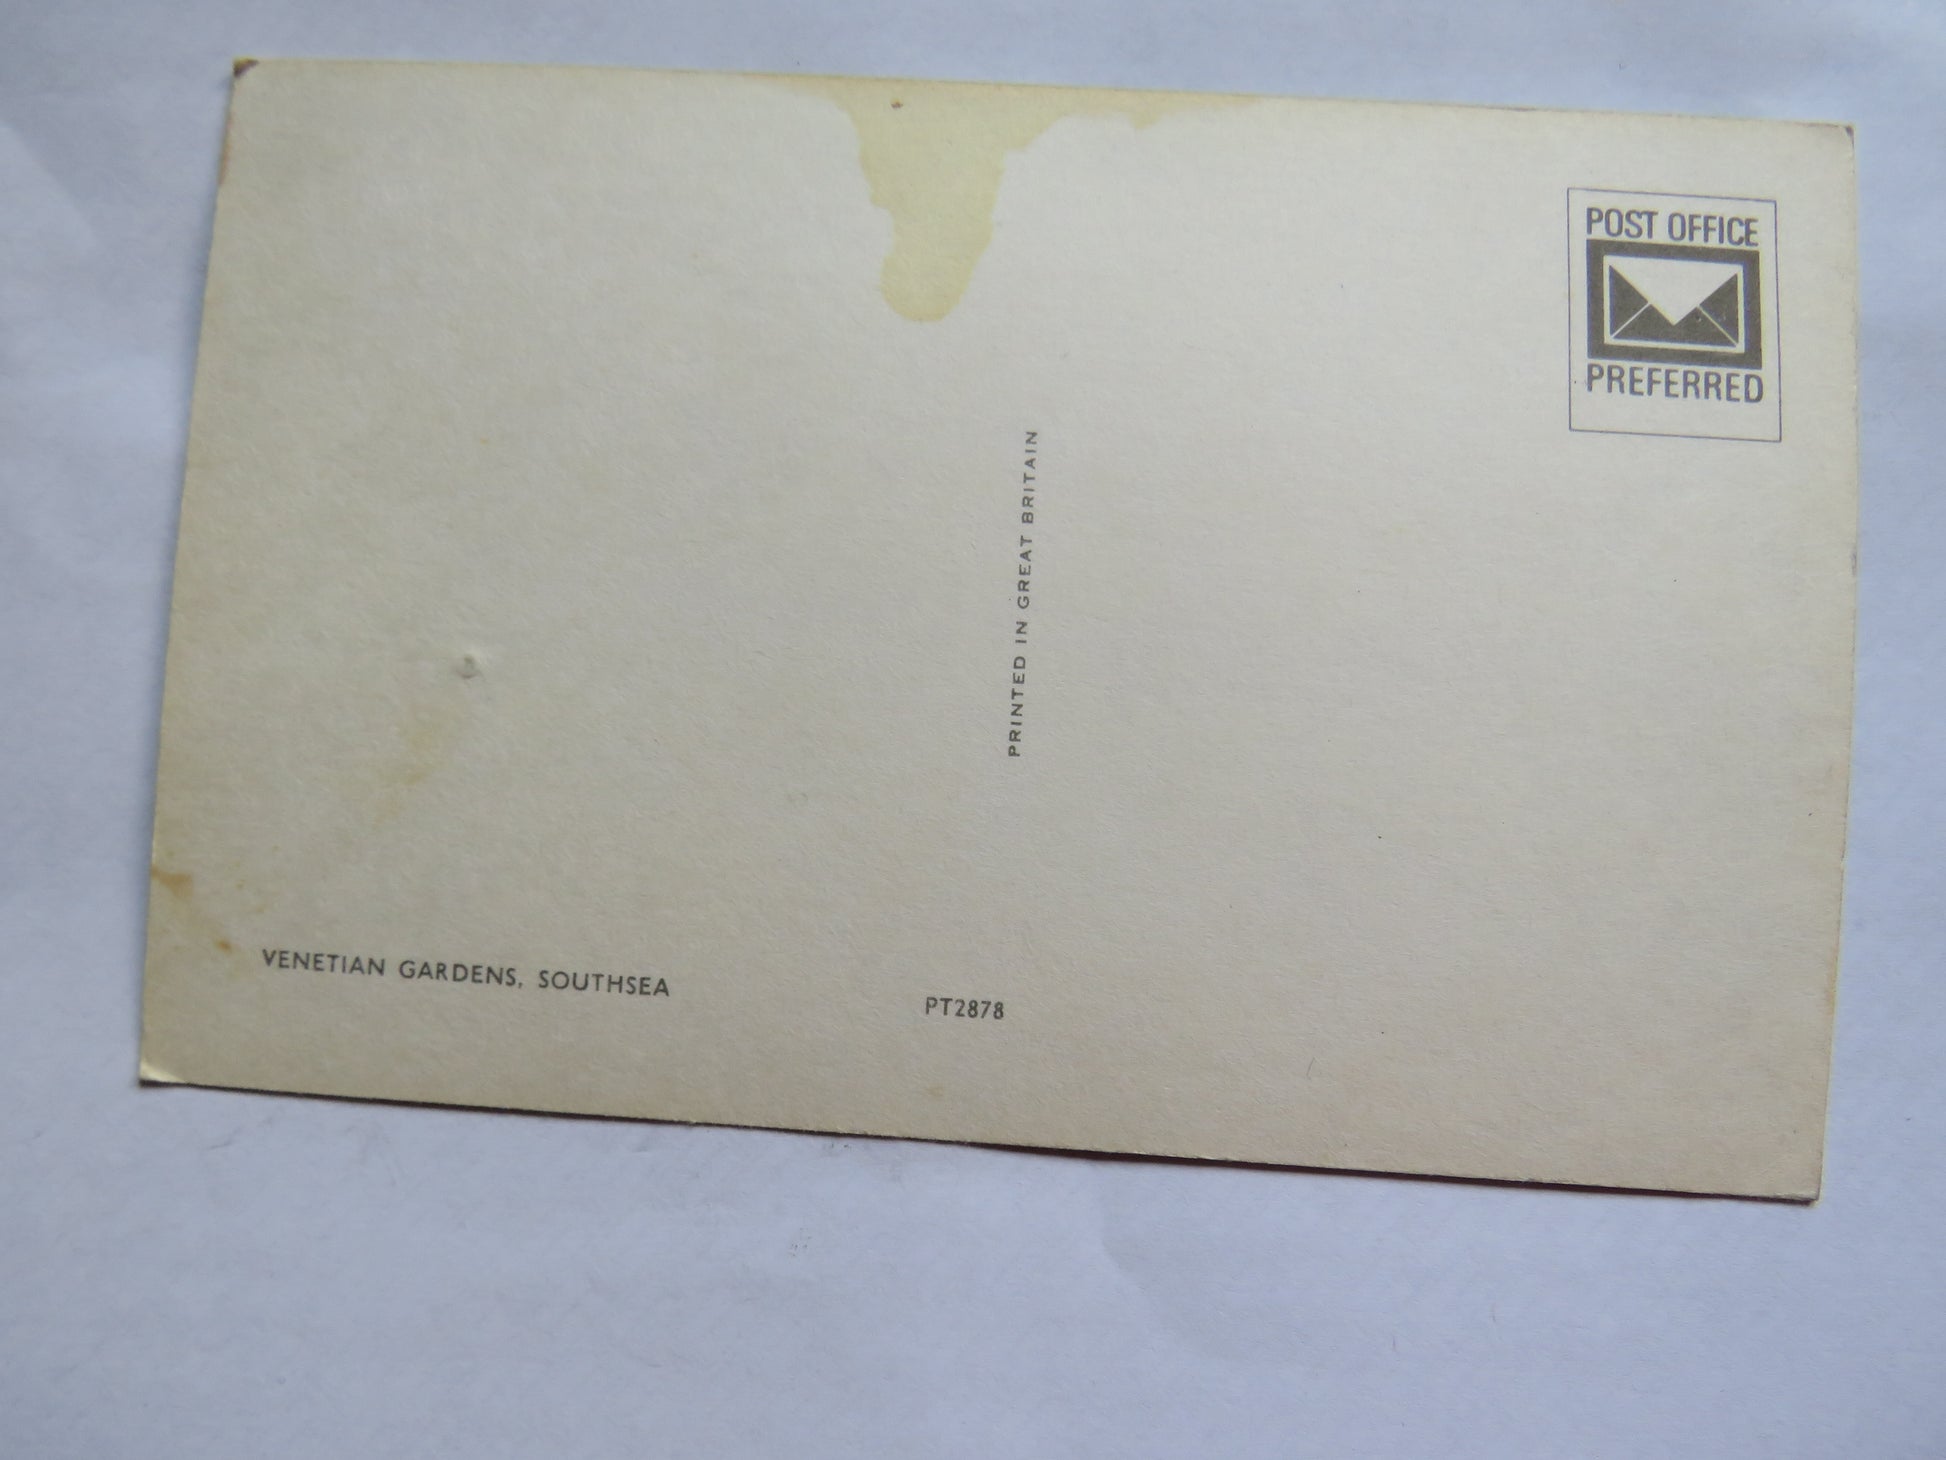 POST OFFICE
PREFERRED
PRINTED IN GREAT BRITAIN
VENETIAN GARDENS, SOUTHSEA
PT2878